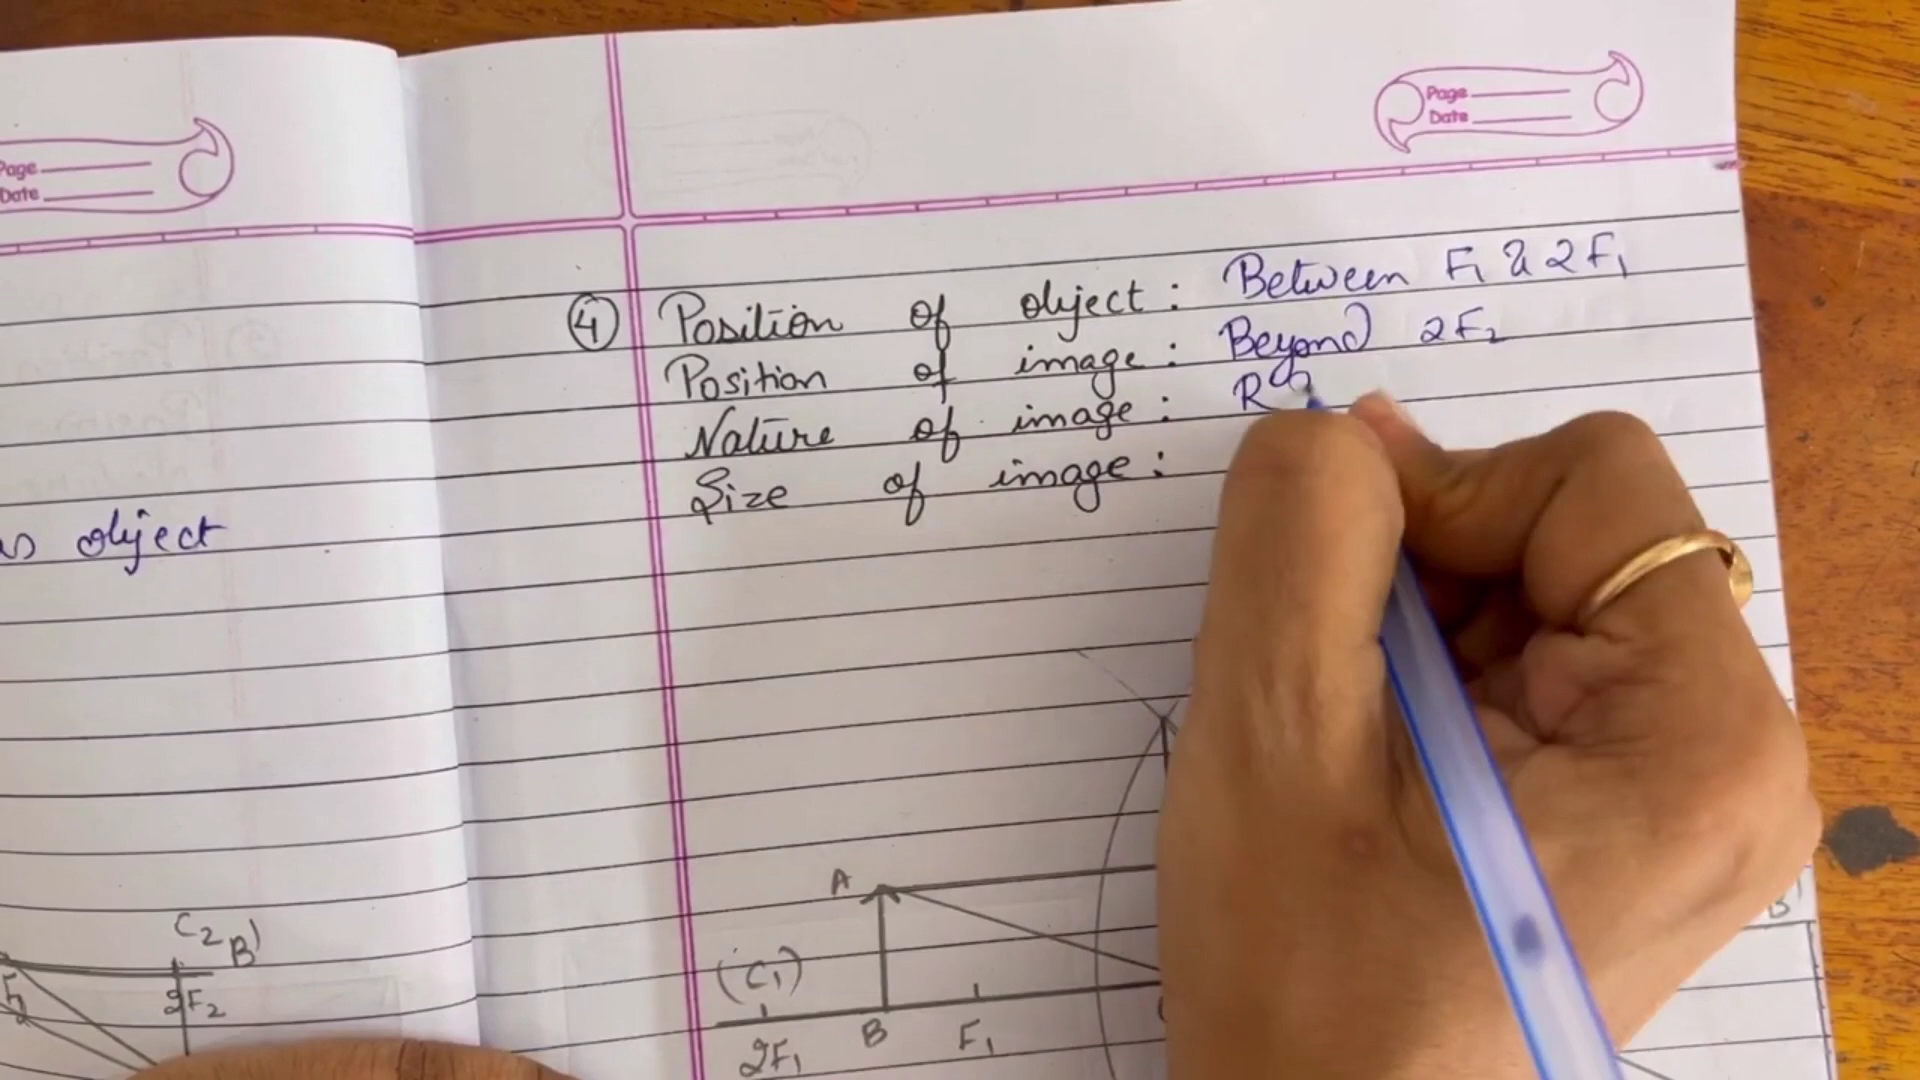 Page
Date
Page
Date
④ Position of object : Between F₁ & 2F₁
Position of image : Beyond 2F₂
Nature of image : R
Size of image :
object
C₂ B'
2F₂
A
(C₁)
2F₁ B F₁
B'